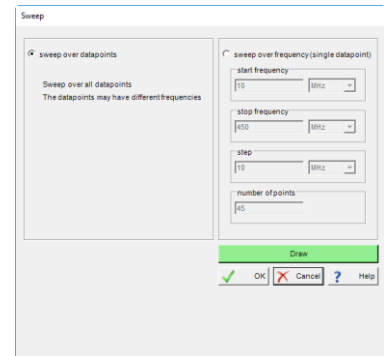 Sweep
sweep over datapoints
Sweep over all datapoints
The datapoints may have different frequencies
sweep over frequency (single datapoint)
start frequency
10 MHz
stop frequency
450 MHz
step
10 MHz
number of points
45
Draw
OK Cancel ? Help